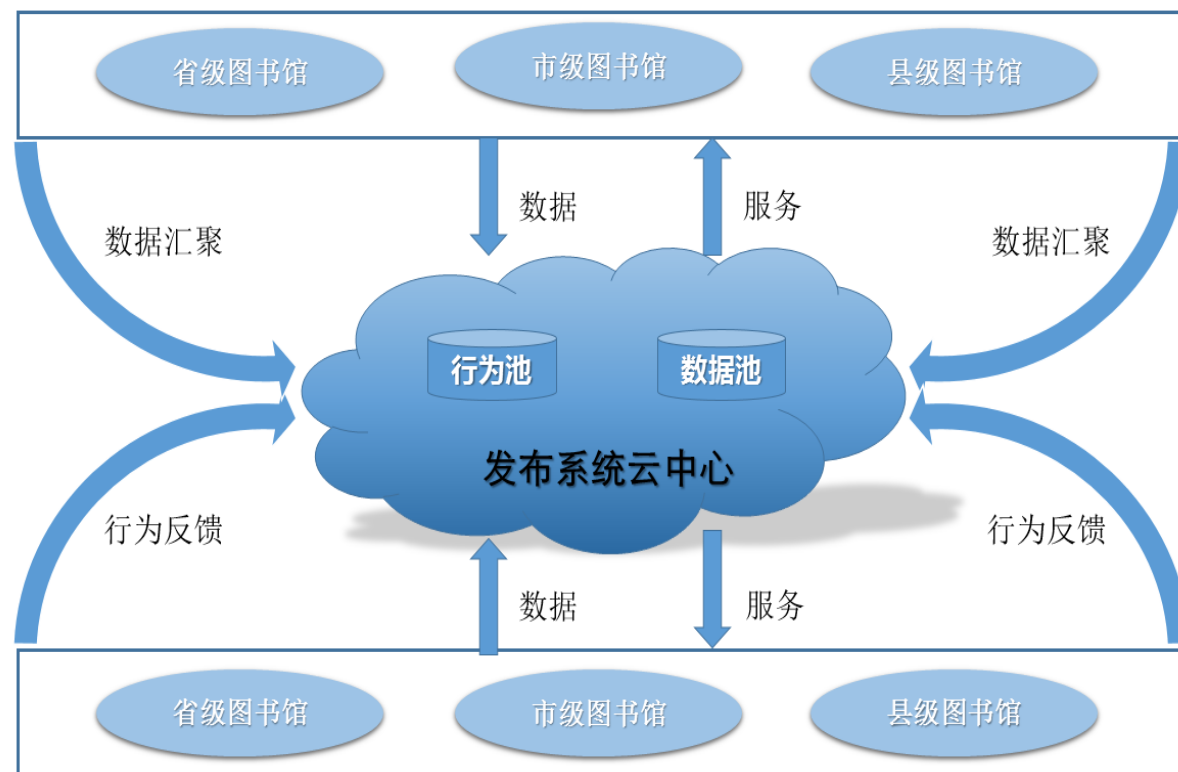 省级图书馆
市级图书馆
县级图书馆
数据
服务
数据汇聚
数据汇聚
行为池
数据池
发布系统云中心
行为反馈
行为反馈
数据
服务
省级图书馆
市级图书馆
县级图书馆